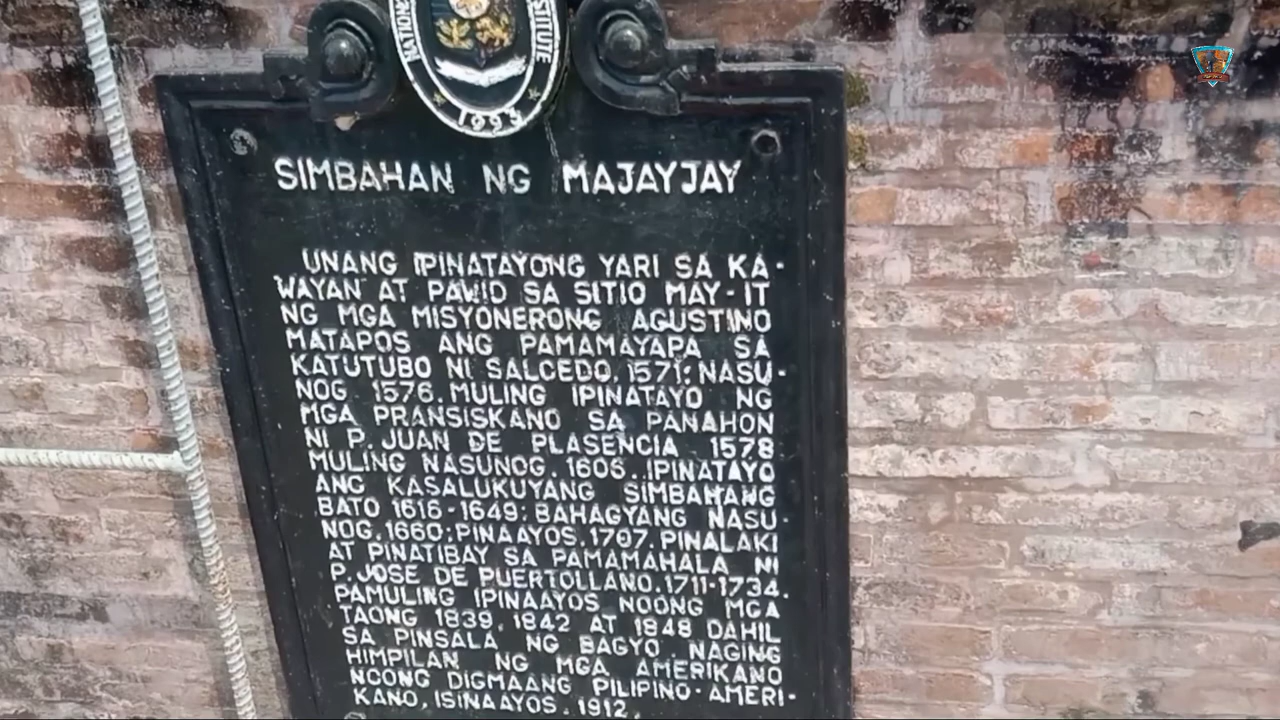 NATIONAL
INSTITUTE
1993
SIMBAHAN NG MAJAYJAY
UNANG IPINATAYONG YARI SA KA-
WAYAN AT PAWID SA SITIO MAY-IT
NG MGA MISYONERONG AGUSTINO
MATAPOS ANG PAMAMAYAPA SA
KATUTUBO NI SALCEDO, 1571; NASU-
NOG 1576. MULING IPINATAYO NG
MGA PRANSISKANO SA PANAHON
NI P. JUAN DE PLASENCIA 1578
MULING NASUNOG, 1606. IPINATAYO
ANG KASALUKUYANG SIMBAHANG
BATO 1616-1649; BAHAGYANG NASU-
NOG, 1660; PINAAYOS, 1707. PINALAKI
AT PINATIBAY SA PAMAMAHALA NI
P. JOSE DE PUERTOLLANO, 1711-1734.
PAMULING IPINAAYOS NOONG MGA
TAONG 1839, 1842 AT 1848 DAHIL
SA PINSALA NG BAGYO. NAGING
HIMPILAN NG MGA AMERIKANO
NOONG DIGMAANG PILIPINO-AMERI-
KANO, ISINAAYOS, 1912.